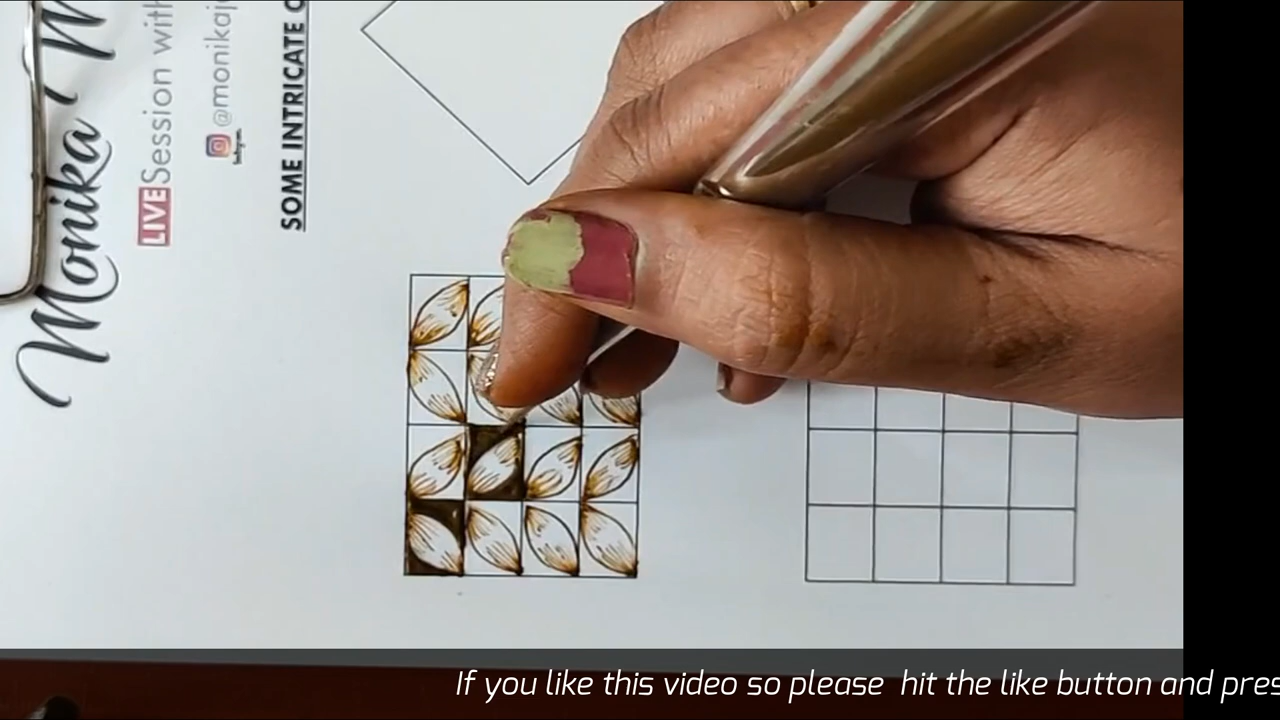 Monika M
LIVE Session with
@monikaj
SOME INTRICATE
If you like this video so please hit the like button and pres